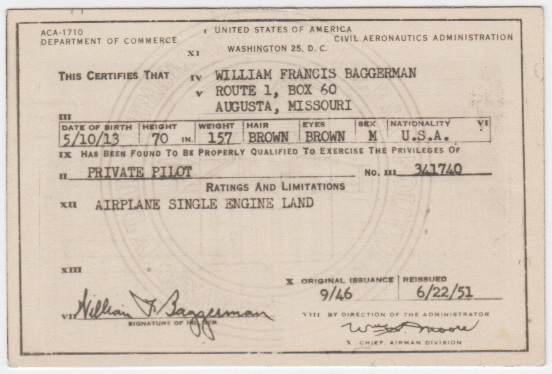 ACA-1710
DEPARTMENT OF COMMERCE
I UNITED STATES OF AMERICA
WASHINGTON 25, D. C.
CIVIL AERONAUTICS ADMINISTRATION
XI
THIS CERTIFIES THAT IV WILLIAM FRANCIS BAGGERMAN
V ROUTE 1, BOX 60
AUGUSTA, MISSOURI
III
DATE OF BIRTH HEIGHT WEIGHT HAIR EYES SEX NATIONALITY VI
5/10/13 70 IN. 157 BROWN BROWN M U.S.A.
IX HAS BEEN FOUND TO BE PROPERLY QUALIFIED TO EXERCISE THE PRIVILEGES OF
II PRIVATE PILOT NO. III 341740
RATINGS AND LIMITATIONS
XII AIRPLANE SINGLE ENGINE LAND
XIII
X ORIGINAL ISSUANCE REISSUED
9/46 6/22/51
VII William F. Baggerman
SIGNATURE OF HOLDER
VIII BY DIRECTION OF THE ADMINISTRATOR
Moore
X CHIEF, AIRMAN DIVISION